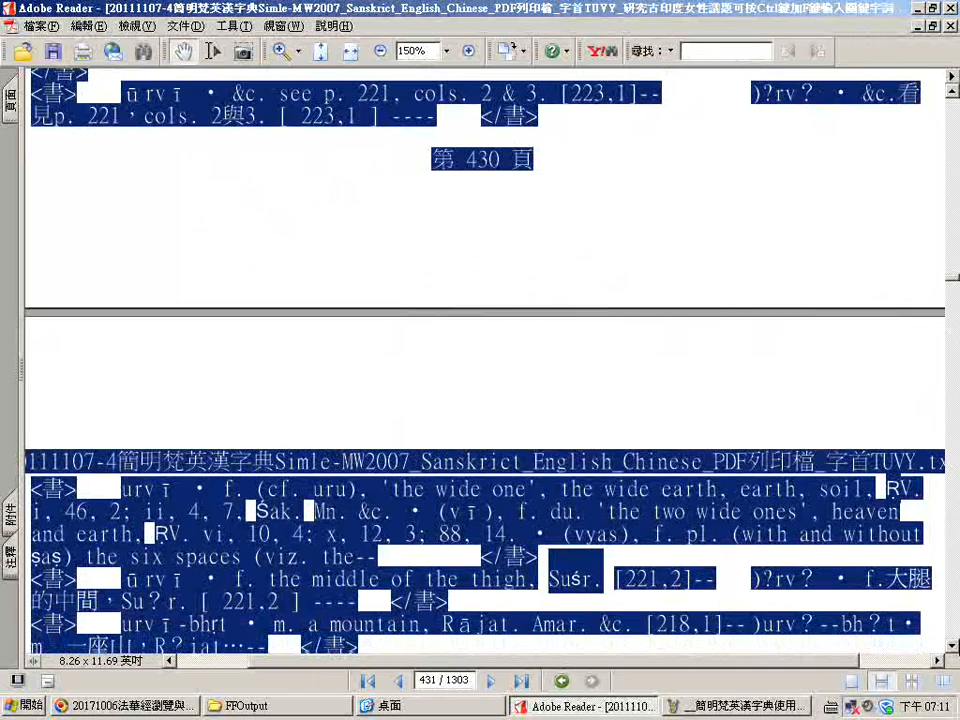 Adobe Reader - [20111107-4簡明梵英漢字典Simle-MW2007_Sanskrict_English_Chinese_PDF列印檔_字首TUVY_研究古印度女性議題可按Ctrl鍵加F鍵輸入關鍵字詞
檔案(F) 編輯(E) 檢視(V) 文件(D) 工具(T) 視窗(W) 說明(H)
150% Y! 尋找:
頁面
</書>
<書> ūrvī • &c. see p. 221, cols. 2 & 3. [223,1]-- )?rv? • &c.看
見p. 221，cols. 2與3. [ 223,1 ] ---- </書>
第 430 頁
0111107-4簡明梵英漢字典Simle-MW2007_Sanskrict_English_Chinese_PDF列印檔_字首TUVY.tx
<書> urvī • f. (cf. uru), 'the wide one', the wide earth, earth, soil, ṚV.
i, 46, 2; ii, 4, 7, Śak. Mn. &c. • (vī), f. du. 'the two wide ones', heaven
and earth, ṚV. vi, 10, 4; x, 12, 3; 88, 14. • (vyas), f. pl. (with and without
ṣaṣ) the six spaces (viz. the-- </書>
<書> ūrvī • f. the middle of the thigh, Suśr. [221,2]-- )?rv? • f.大腿
的中間，Su？r. [ 221,2 ] ---- </書>
<書> urvī-bhṛt • m. a mountain, Rājat. Amar. &c. [218,1]-- )urv？--bh？t •
m. 一座山，R？jat…-- </書>
附件
注釋
8.26 x 11.69 英吋
431 / 1303
開始 20171006法華經瀏覽與... FFOutput 桌面 Adobe Reader - [2011110... __簡明梵英漢字典使用... 下午 07:11